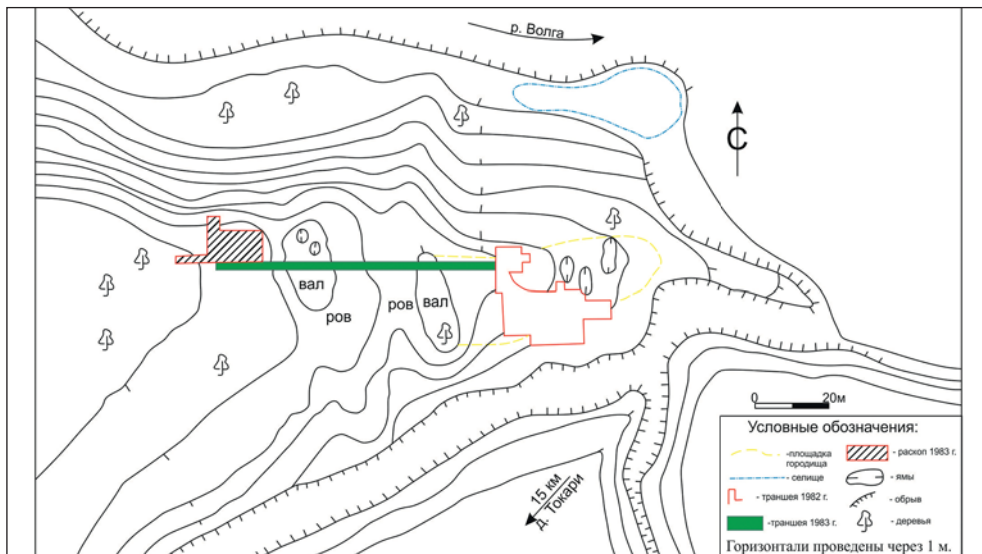 р. Волга
С
вал
ров
ров
вал
0 20м
15 км
д. Токари
Условные обозначения:
-площадка
городища
- селище
- траншея 1982 г.
-траншея 1983 г.
- раскоп 1983 г.
- ямы
- обрыв
- деревья
Горизонтали проведены через 1 м.